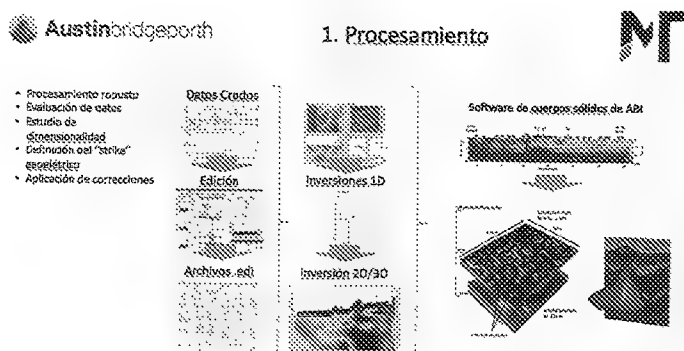 Austinbridgeporth
1. Procesamiento
MT
• Procesamiento robusto
• Evaluación de datos
• Estudio de
dimensionalidad
• Definición del "strike"
geoeléctrico
• Aplicación de correcciones
Datos Crudos
Edición
Archivos .edi
Inversiones 1D
Inversión 2D/3D
Software de cuerpos sólidos de ABI